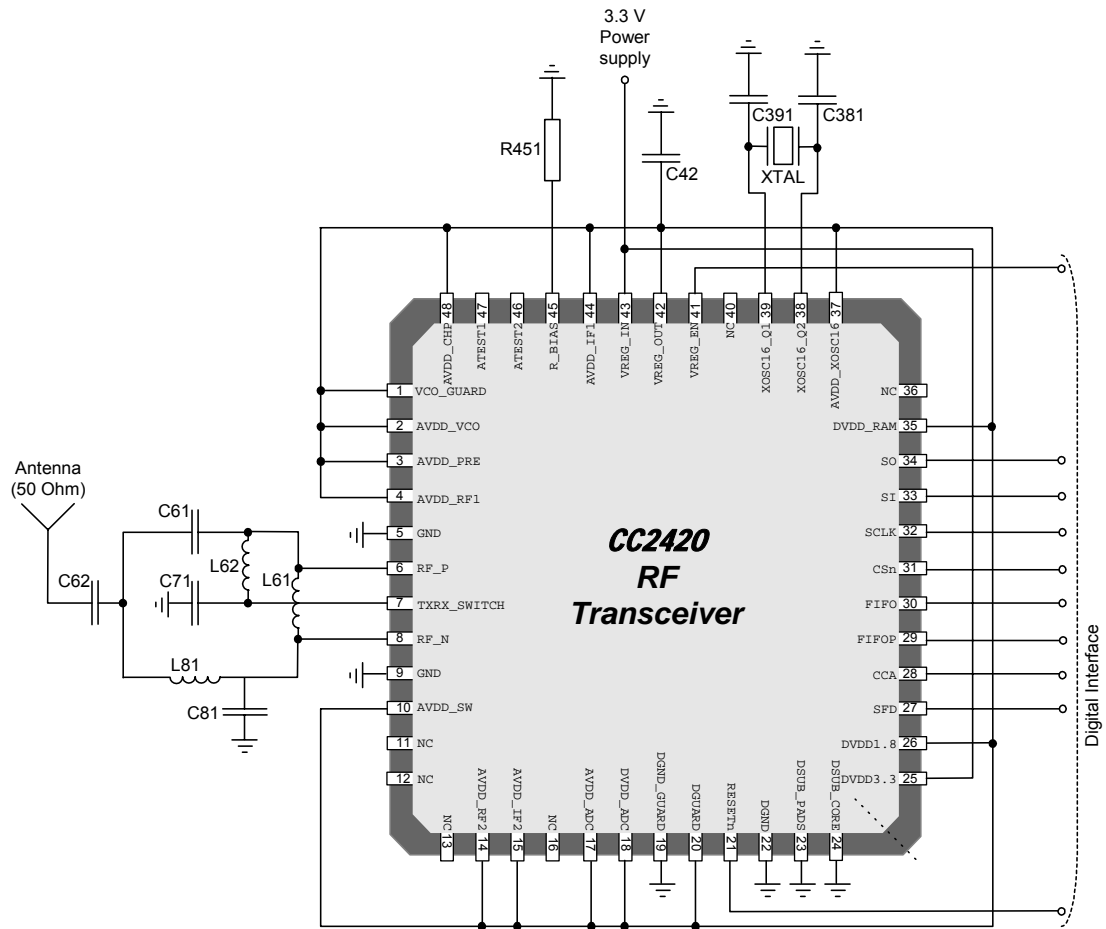 3.3 V
Power
supply
C391
C381
XTAL
R451
C42
48
47
46
45
44
43
42
41
40
39
38
37
AVDD_CHP
ATEST1
ATEST2
R_BIAS
AVDD_IF1
VREG_IN
VREG_OUT
VREG_EN
NC
XOSC16_Q1
XOSC16_Q2
AVDD_XOSC16
1 VCO_GUARD
2 AVDD_VCO
3 AVDD_PRE
4 AVDD_RF1
5 GND
6 RF_P
7 TXRX_SWITCH
8 RF_N
9 GND
10 AVDD_SW
11 NC
12 NC
Antenna
(50 Ohm)
C61
L62
L61
C62
C71
L81
C81
CC2420
RF
Transceiver
NC 36
DVDD_RAM 35
SO 34
SI 33
SCLK 32
CSn 31
FIFO 30
FIFOP 29
CCA 28
SFD 27
DVDD1.8 26
DVDD3.3 25
NC
AVDD_RF2
AVDD_IF2
NC
AVDD_ADC
DVDD_ADC
DGND_GUARD
DGUARD
RESETn
DGND
DSUB_PADS
DSUB_CORE
13
14
15
16
17
18
19
20
21
22
23
24
Digital Interface